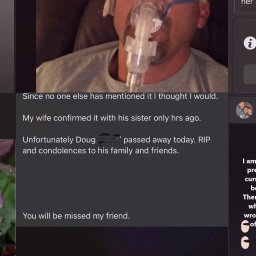 her
Since no one else has mentioned it I thought I would.
My wife confirmed it with his sister only hrs ago.
Unfortunately Doug passed away today. RIP
and condolences to his family and friends.
You will be missed my friend.
I am
pre
cur
be
Ther
wh
wro
of